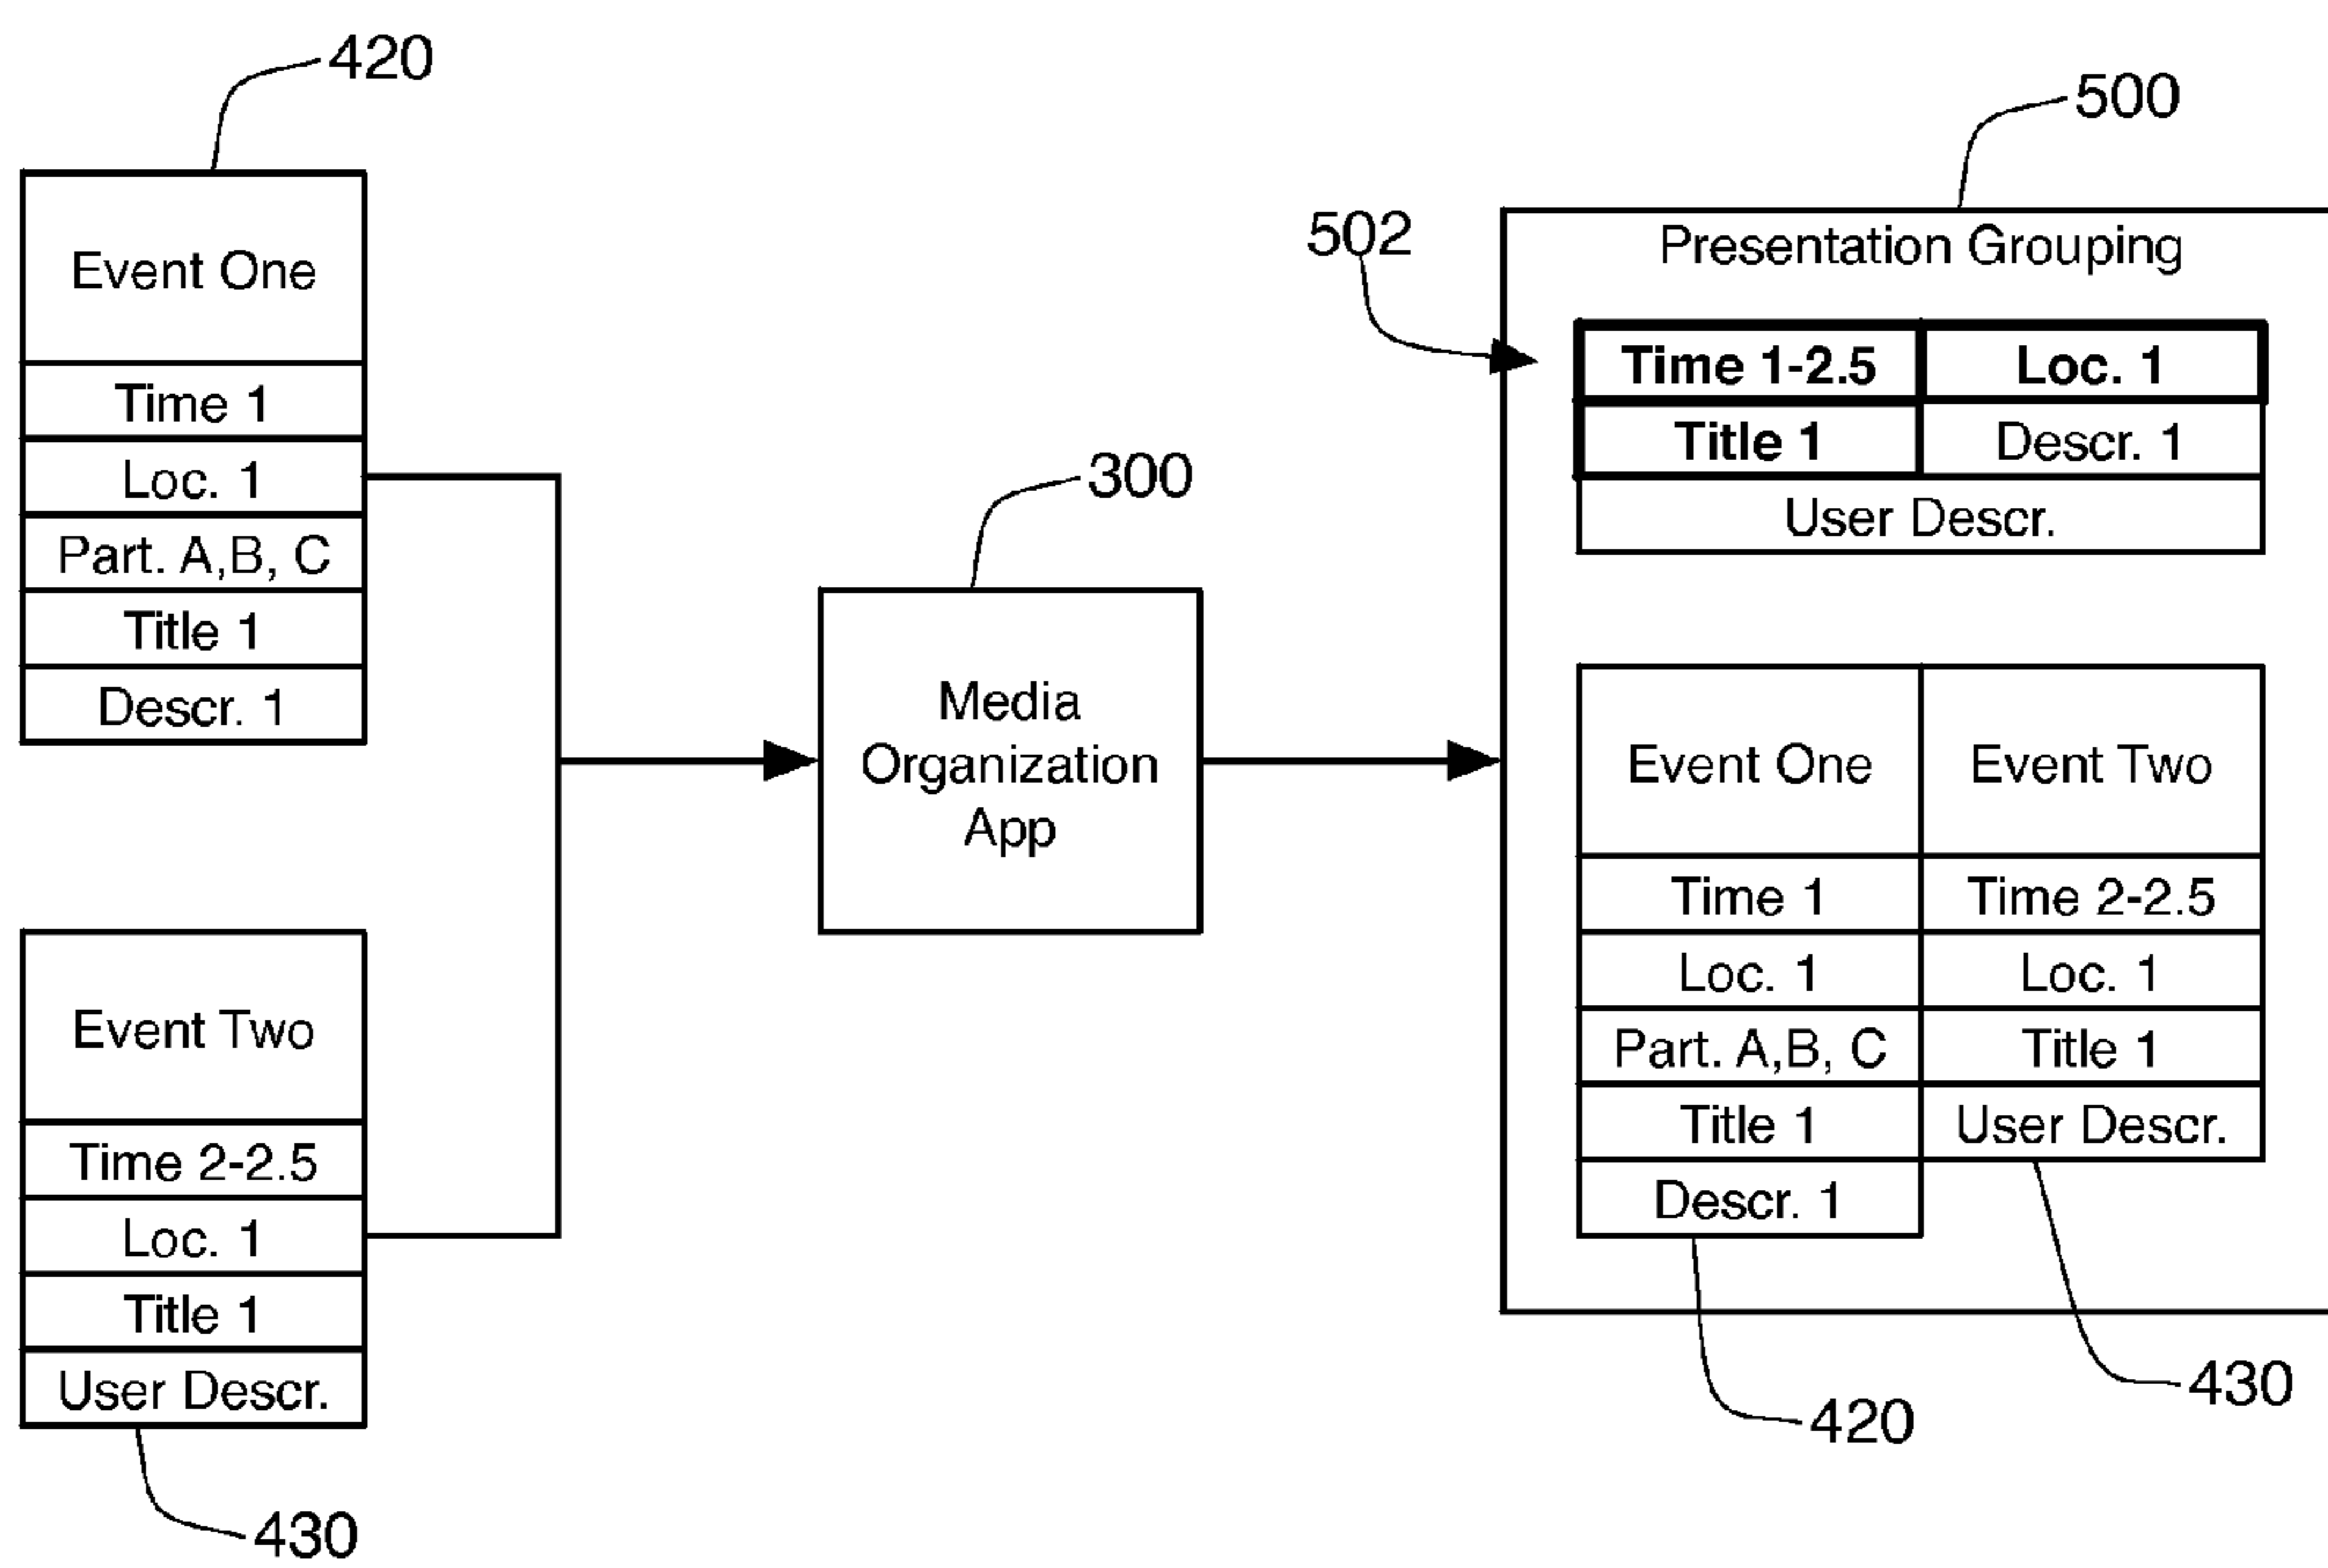 420
Event One
Time 1
Loc. 1
Part. A,B, C
Title 1
Descr. 1
Event Two
Time 2-2.5
Loc. 1
Title 1
User Descr.
430
300
Media
Organization
App
500
502
Presentation Grouping
Time 1-2.5 Loc. 1
Title 1 Descr. 1
User Descr.
Event One Event Two
Time 1 Time 2-2.5
Loc. 1 Loc. 1
Part. A,B, C Title 1
Title 1 User Descr.
Descr. 1
430
420